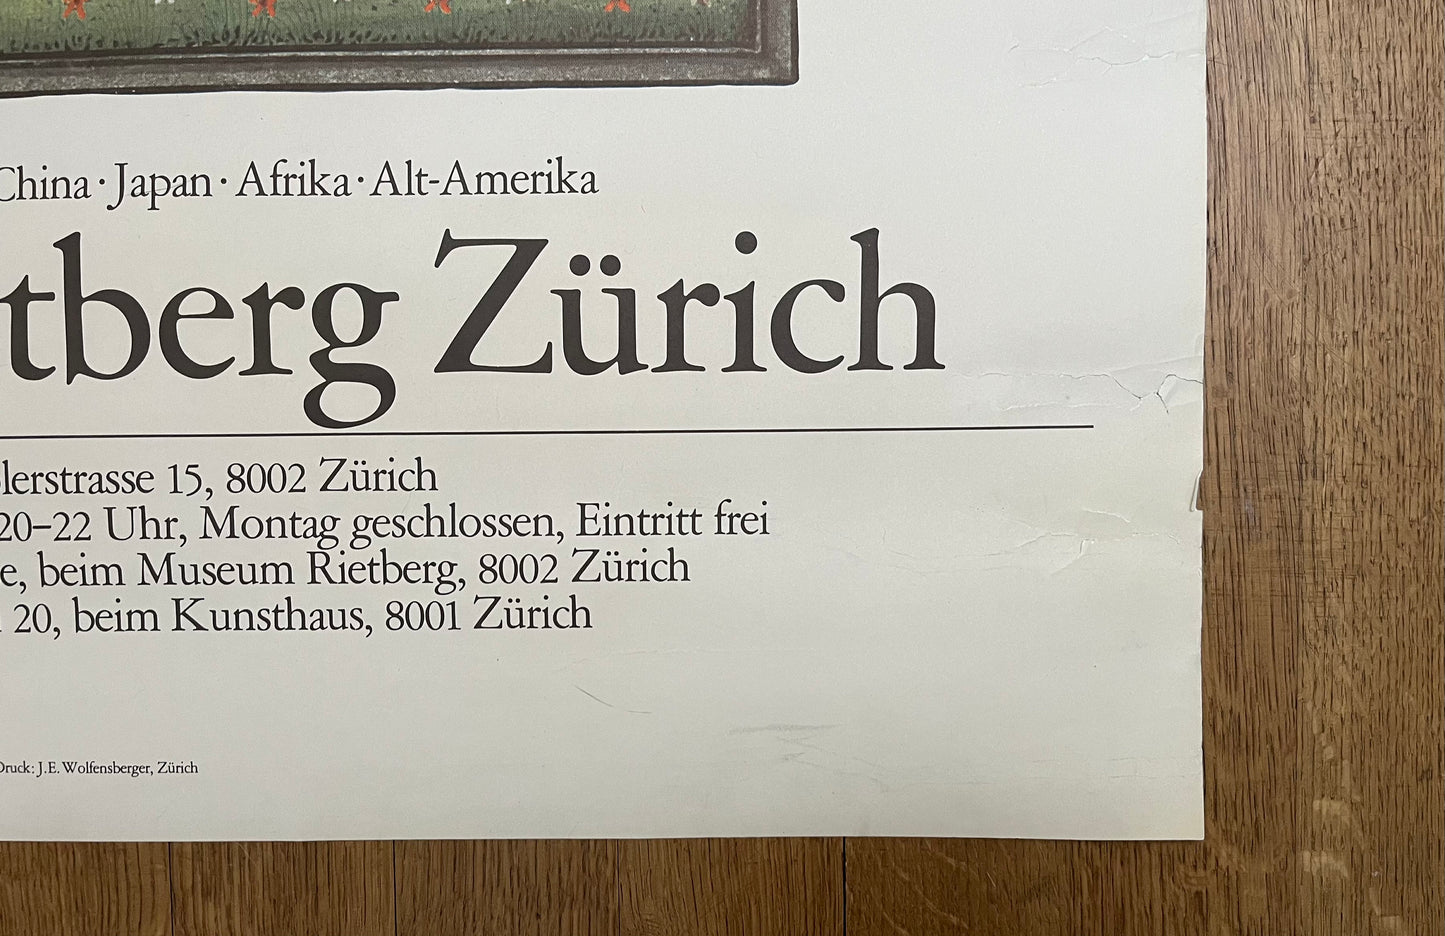 China · Japan · Afrika · Alt-Amerika
tberg Zürich
lerstrasse 15, 8002 Zürich
20–22 Uhr, Montag geschlossen, Eintritt frei
e, beim Museum Rietberg, 8002 Zürich
20, beim Kunsthaus, 8001 Zürich
Druck: J.E. Wolfensberger, Zürich